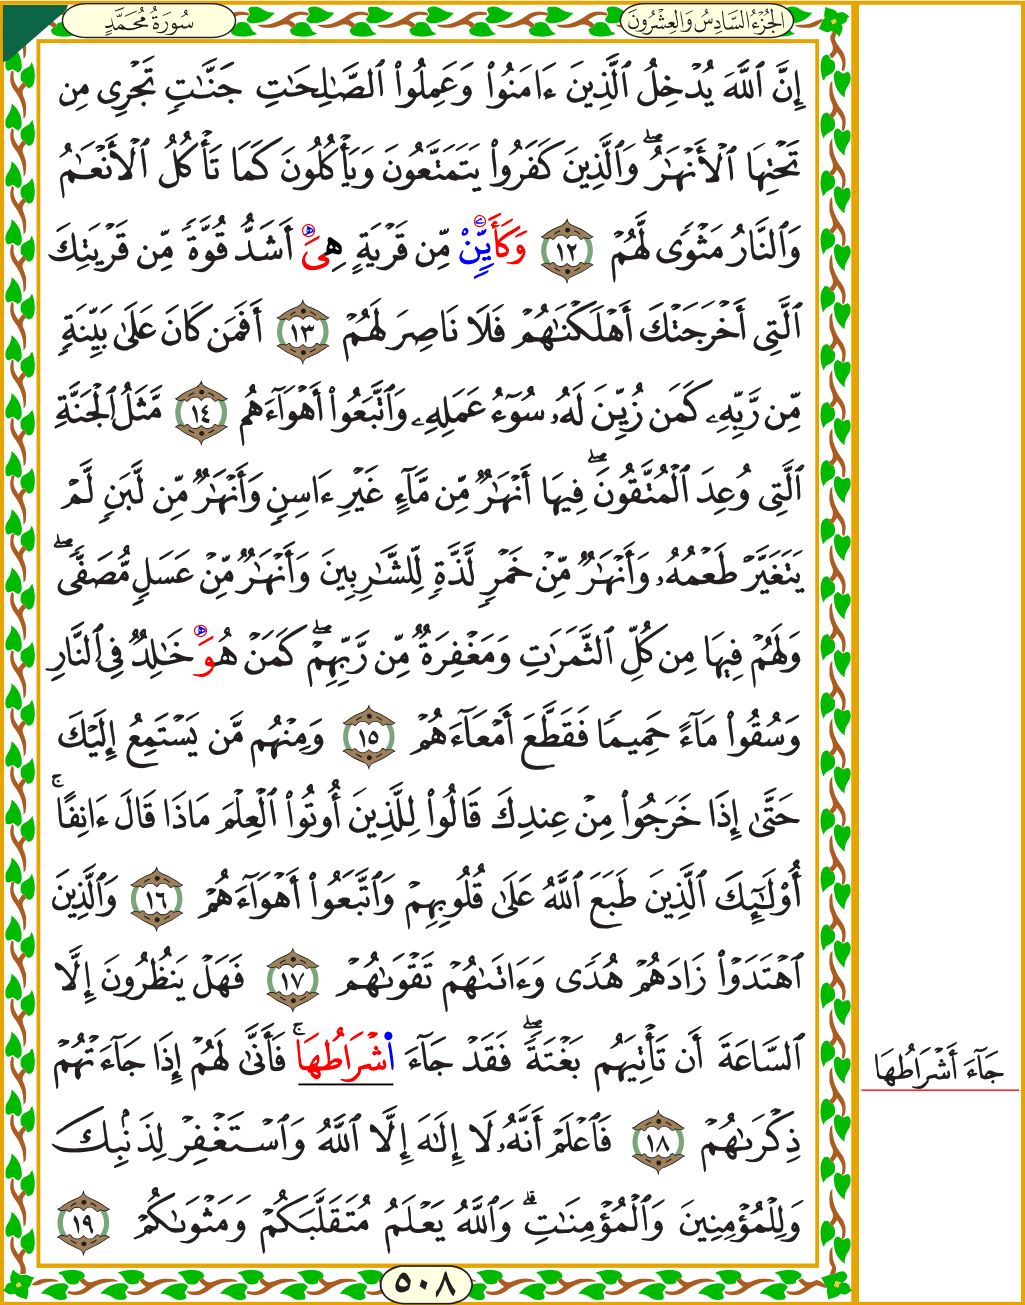 سُورَةُ مُحَمَّدٍ
الجُزْءُ السَّادِسُ وَالعِشْرُونَ
إِنَّ ٱللَّهَ يُدْخِلُ ٱلَّذِينَ ءَامَنُوا۟ وَعَمِلُوا۟ ٱلصَّـٰلِحَـٰتِ جَنَّـٰتٍ تَجْرِى مِن
تَحْتِهَا ٱلْأَنْهَـٰرُ ۖ وَٱلَّذِينَ كَفَرُوا۟ يَتَمَتَّعُونَ وَيَأْكُلُونَ كَمَا تَأْكُلُ ٱلْأَنْعَـٰمُ
وَٱلنَّارُ مَثْوًى لَّهُمْ ١٢ وَكَأَيِّنْ مِّن قَرْيَةٍ هِىَ أَشَدُّ قُوَّةً مِّن قَرْيَتِكَ
ٱلَّتِى أَخْرَجَتْكَ أَهْلَكْنَـٰهُمْ فَلَا نَاصِرَ لَهُمْ ١٣ أَفَمَن كَانَ عَلَىٰ بَيِّنَةٍ
مِّن رَّبِّهِۦ كَمَن زُيِّنَ لَهُۥ سُوٓءُ عَمَلِهِۦ وَٱتَّبَعُوا۟ أَهْوَآءَهُم ١٤ مَّثَلُ ٱلْجَنَّةِ
ٱلَّتِى وُعِدَ ٱلْمُتَّقُونَ ۖ فِيهَآ أَنْهَـٰرٌ مِّن مَّآءٍ غَيْرِ ءَاسِنٍ وَأَنْهَـٰرٌ مِّن لَّبَنٍ لَّمْ
يَتَغَيَّرْ طَعْمُهُۥ وَأَنْهَـٰرٌ مِّنْ خَمْرٍ لَّذَّةٍ لِّلشَّـٰرِبِينَ وَأَنْهَـٰرٌ مِّنْ عَسَلٍ مُّصَفًّى ۖ
وَلَهُمْ فِيهَا مِن كُلِّ ٱلثَّمَرَٰتِ وَمَغْفِرَةٌ مِّن رَّبِّهِمْ ۖ كَمَنْ هُوَ خَـٰلِدٌ فِى ٱلنَّارِ
وَسُقُوا۟ مَآءً حَمِيمًا فَقَطَّعَ أَمْعَآءَهُمْ ١٥ وَمِنْهُم مَّن يَسْتَمِعُ إِلَيْكَ
حَتَّىٰٓ إِذَا خَرَجُوا۟ مِنْ عِندِكَ قَالُوا۟ لِلَّذِينَ أُوتُوا۟ ٱلْعِلْمَ مَاذَا قَالَ ءَانِفًا ۚ
أُو۟لَـٰٓئِكَ ٱلَّذِينَ طَبَعَ ٱللَّهُ عَلَىٰ قُلُوبِهِمْ وَٱتَّبَعُوٓا۟ أَهْوَآءَهُمْ ١٦ وَٱلَّذِينَ
ٱهْتَدَوْا۟ زَادَهُمْ هُدًى وَءَاتَىٰهُمْ تَقْوَىٰهُمْ ١٧ فَهَلْ يَنظُرُونَ إِلَّا
ٱلسَّاعَةَ أَن تَأْتِيَهُم بَغْتَةً ۖ فَقَدْ جَآءَ اشْرَاطُهَا ۚ فَأَنَّىٰ لَهُمْ إِذَا جَآءَتْهُمْ
ذِكْرَىٰهُمْ ١٨ فَٱعْلَمْ أَنَّهُۥ لَآ إِلَـٰهَ إِلَّا ٱللَّهُ وَٱسْتَغْفِرْ لِذَنۢبِكَ
وَلِلْمُؤْمِنِينَ وَٱلْمُؤْمِنَـٰتِ ۗ وَٱللَّهُ يَعْلَمُ مُتَقَلَّبَكُمْ وَمَثْوَىٰكُمْ ١٩
جَآءَ أَشْرَاطُهَا
٥٠٨